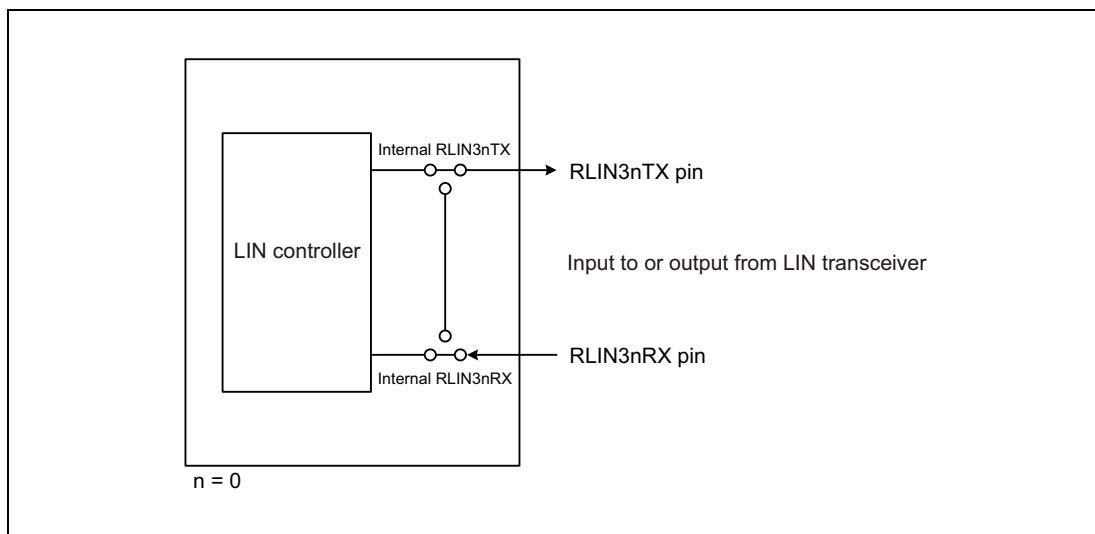 Internal RLIN3nTX
RLIN3nTX pin
LIN controller
Input to or output from LIN transceiver
RLIN3nRX pin
Internal RLIN3nRX
n = 0